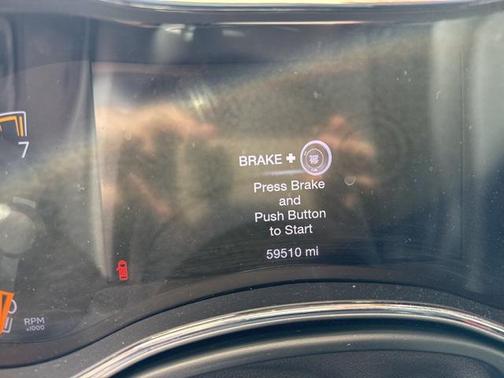 7
BRAKE +
Press Brake
and
Push Button
to Start
59510 mi
RPM
x1000